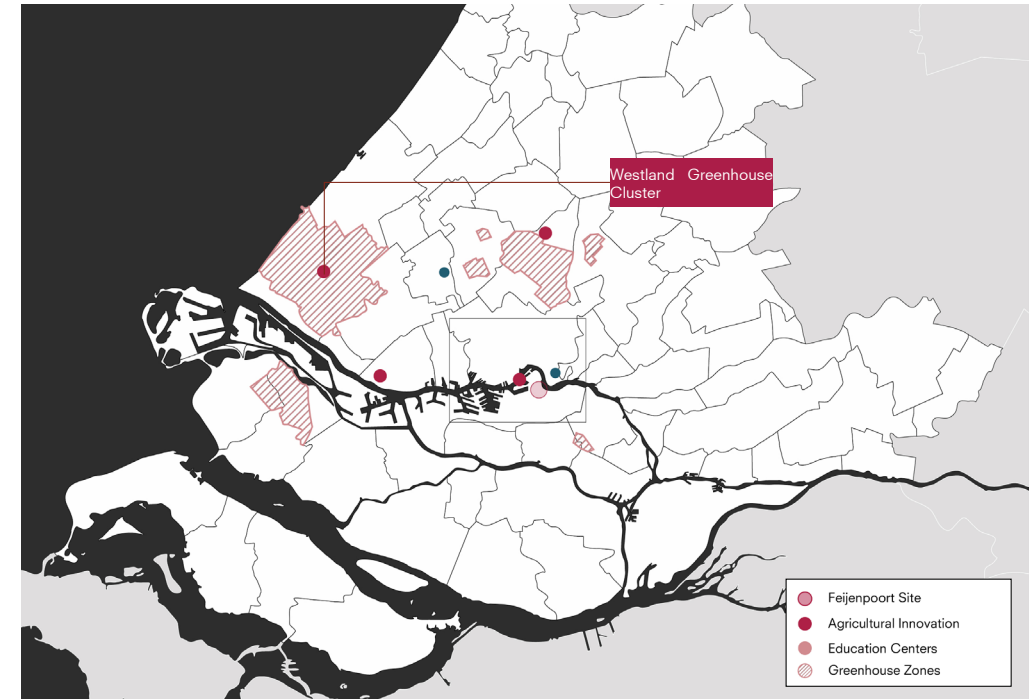 Westland Greenhouse
Cluster
Feijenpoort Site
Agricultural Innovation
Education Centers
Greenhouse Zones